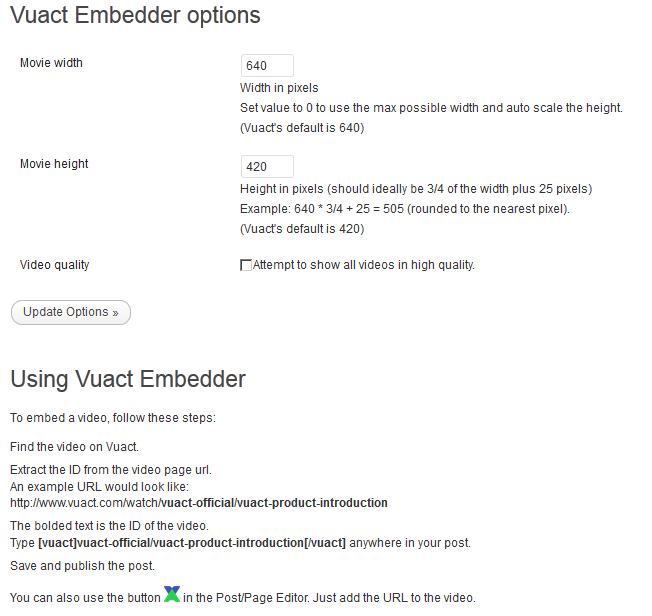 Vuact Embedder options
Movie width
640
Width in pixels
Set value to 0 to use the max possible width and auto scale the height.
(Vuact's default is 640)
Movie height
420
Height in pixels (should ideally be 3/4 of the width plus 25 pixels)
Example: 640 * 3/4 + 25 = 505 (rounded to the nearest pixel).
(Vuact's default is 420)
Video quality
Attempt to show all videos in high quality.
Update Options »
Using Vuact Embedder
To embed a video, follow these steps:
Find the video on Vuact.
Extract the ID from the video page url.
An example URL would look like:
http://www.vuact.com/watch/vuact-official/vuact-product-introduction
The bolded text is the ID of the video.
Type [vuact]vuact-official/vuact-product-introduction[/vuact] anywhere in your post.
Save and publish the post.
You can also use the button in the Post/Page Editor. Just add the URL to the video.